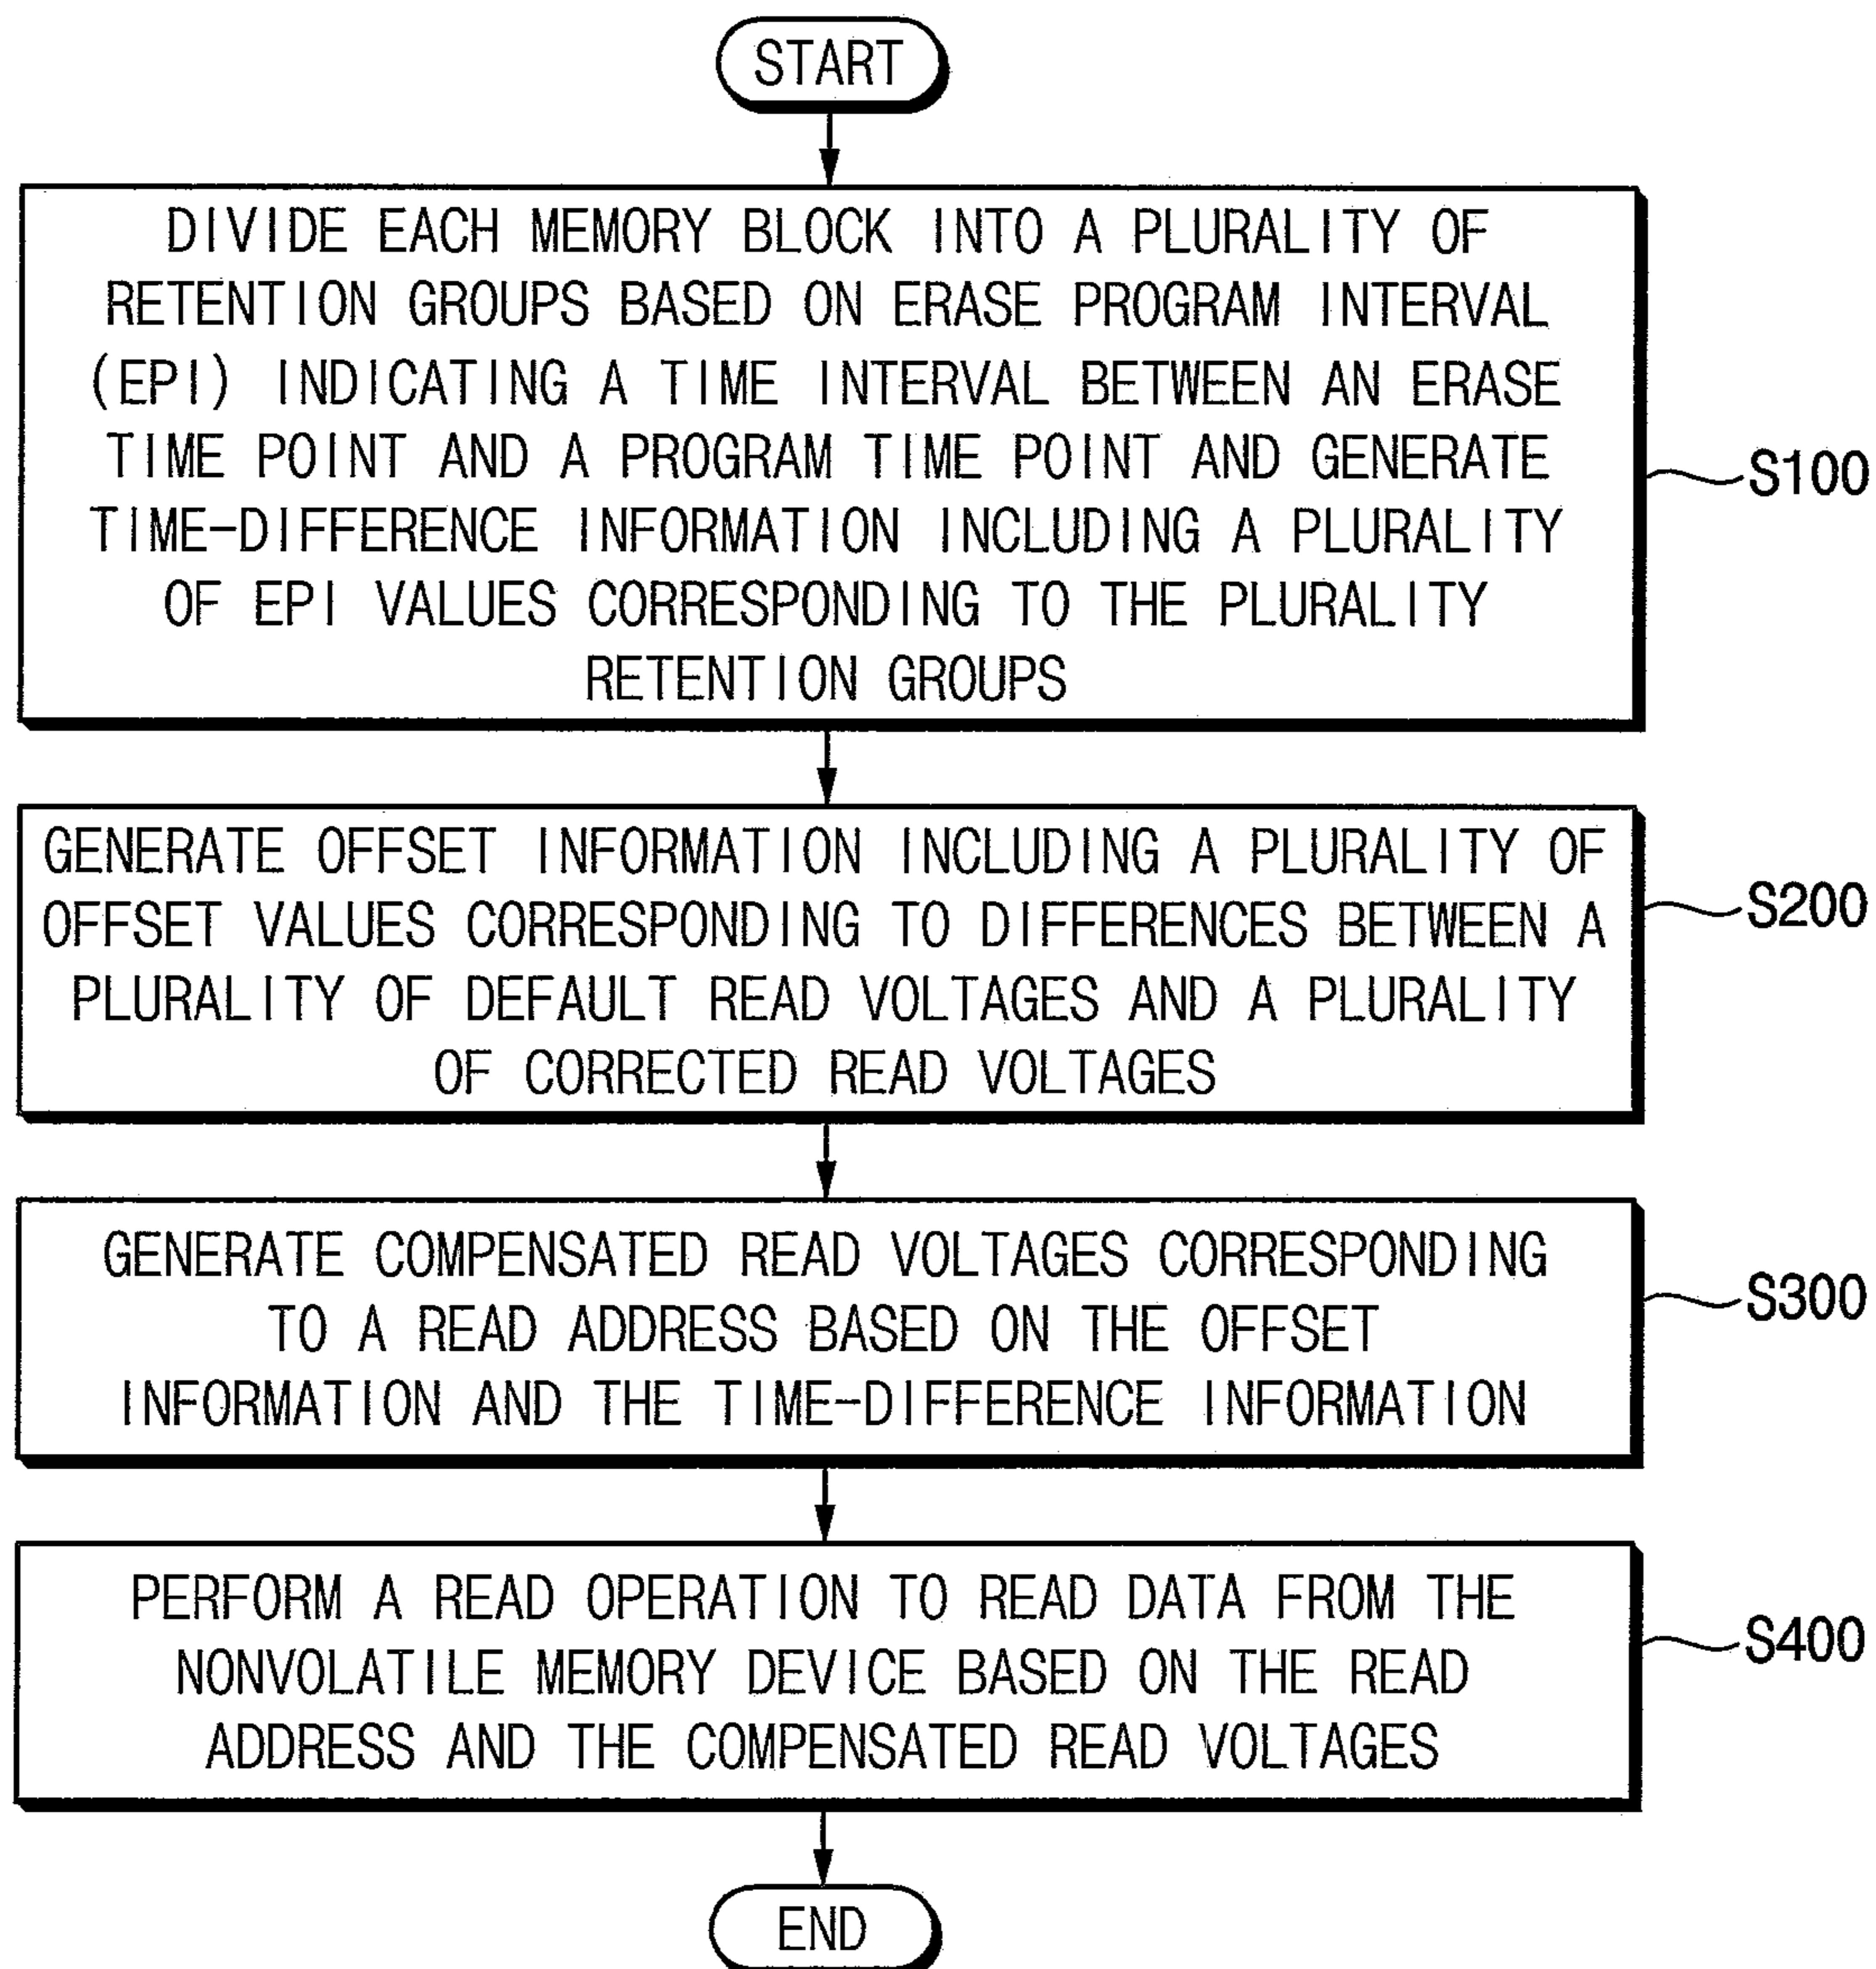 START
DIVIDE EACH MEMORY BLOCK INTO A PLURALITY OF
RETENTION GROUPS BASED ON ERASE PROGRAM INTERVAL
(EPI) INDICATING A TIME INTERVAL BETWEEN AN ERASE
TIME POINT AND A PROGRAM TIME POINT AND GENERATE
TIME-DIFFERENCE INFORMATION INCLUDING A PLURALITY
OF EPI VALUES CORRESPONDING TO THE PLURALITY
RETENTION GROUPS
S100
GENERATE OFFSET INFORMATION INCLUDING A PLURALITY OF
OFFSET VALUES CORRESPONDING TO DIFFERENCES BETWEEN A
PLURALITY OF DEFAULT READ VOLTAGES AND A PLURALITY
OF CORRECTED READ VOLTAGES
S200
GENERATE COMPENSATED READ VOLTAGES CORRESPONDING
TO A READ ADDRESS BASED ON THE OFFSET
INFORMATION AND THE TIME-DIFFERENCE INFORMATION
S300
PERFORM A READ OPERATION TO READ DATA FROM THE
NONVOLATILE MEMORY DEVICE BASED ON THE READ
ADDRESS AND THE COMPENSATED READ VOLTAGES
S400
END